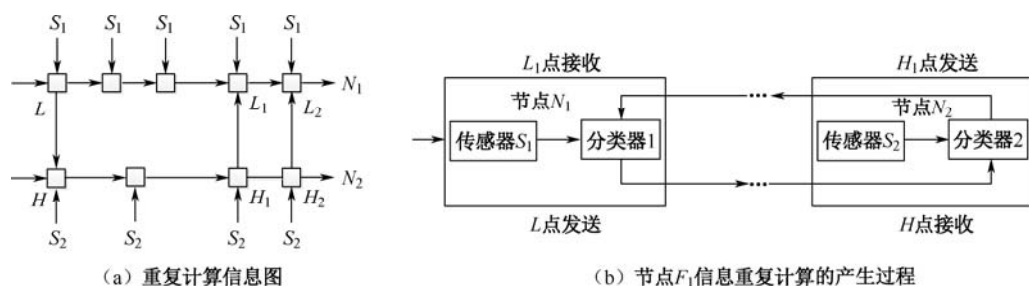 S₁ S₁ S₁ S₁ S₁
L L₁ L₂ N₁
H H₁ H₂ N₂
S₂ S₂ S₂ S₂
(a) 重复计算信息图
L₁点接收 H₁点发送
节点N₁ ... 节点N₂
传感器S₁ 分类器1 传感器S₂ 分类器2
...
L点发送 H点接收
(b) 节点F₁信息重复计算的产生过程